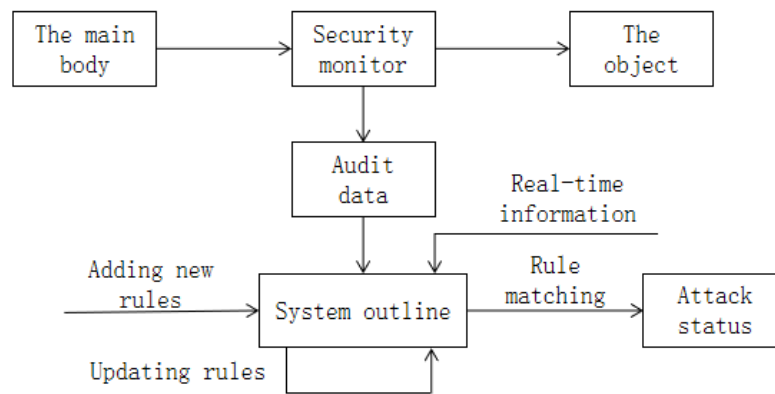 The main
body
Security
monitor
The
object
Audit
data
Real-time
information
Adding new
rules
System outline
Rule
matching
Attack
status
Updating rules